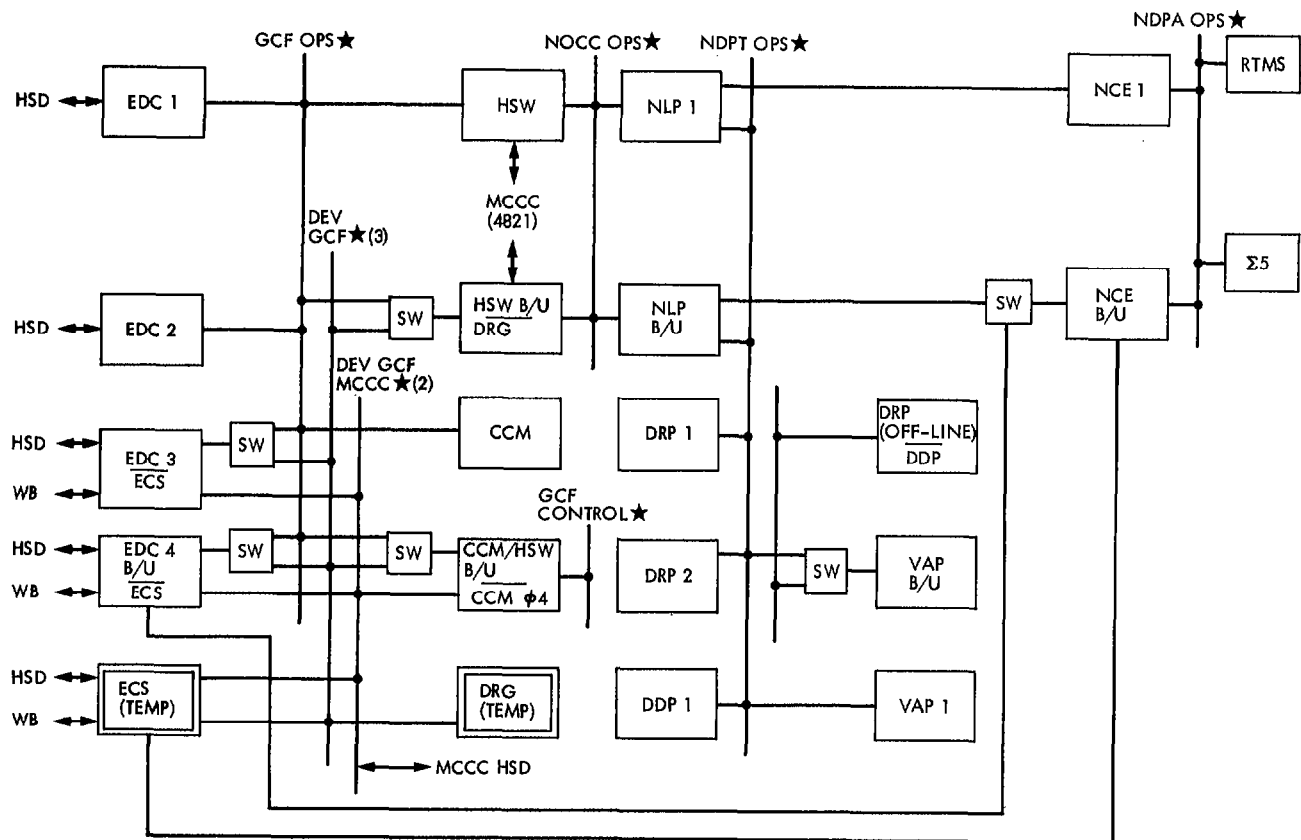 NDPA OPS★
GCF OPS★
NOCC OPS★
NDPT OPS★
RTMS
HSD
EDC 1
HSW
NLP 1
NCE 1
MCCC
(4821)
DEV
GCF★(3)
Σ5
HSD
EDC 2
SW
HSW B/U
DRG
NLP
B/U
SW
NCE
B/U
DEV GCF
MCCC★(2)
HSD
WB
EDC 3
ECS
SW
CCM
DRP 1
DRP
(OFF-LINE)
DDP
GCF
CONTROL★
HSD
WB
EDC 4
B/U
ECS
SW
SW
CCM/HSW
B/U
CCM ϕ4
DRP 2
SW
VAP
B/U
HSD
WB
ECS
(TEMP)
DRG
(TEMP)
DDP 1
VAP 1
MCCC HSD